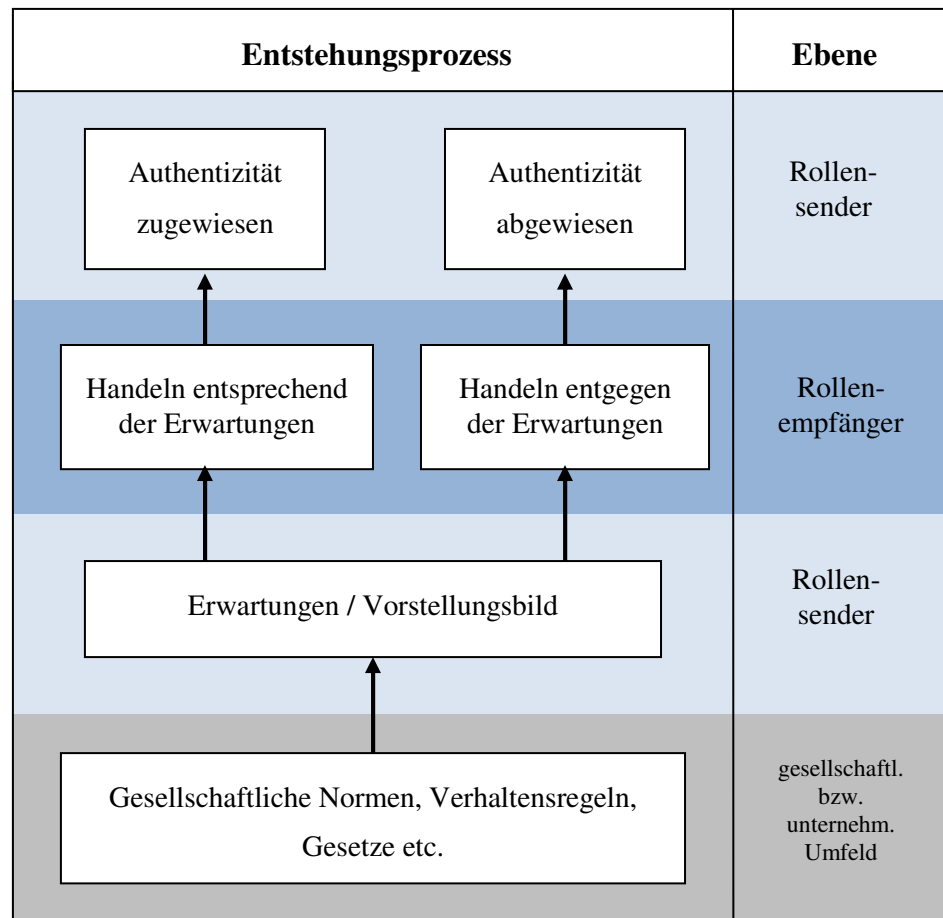 Entstehungsprozess
Ebene
Authentizität
zugewiesen
Authentizität
abgewiesen
Rollen-
sender
Handeln entsprechend
der Erwartungen
Handeln entgegen
der Erwartungen
Rollen-
empfänger
Erwartungen / Vorstellungsbild
Rollen-
sender
Gesellschaftliche Normen, Verhaltensregeln,
Gesetze etc.
gesellschaftl.
bzw.
unternehm.
Umfeld